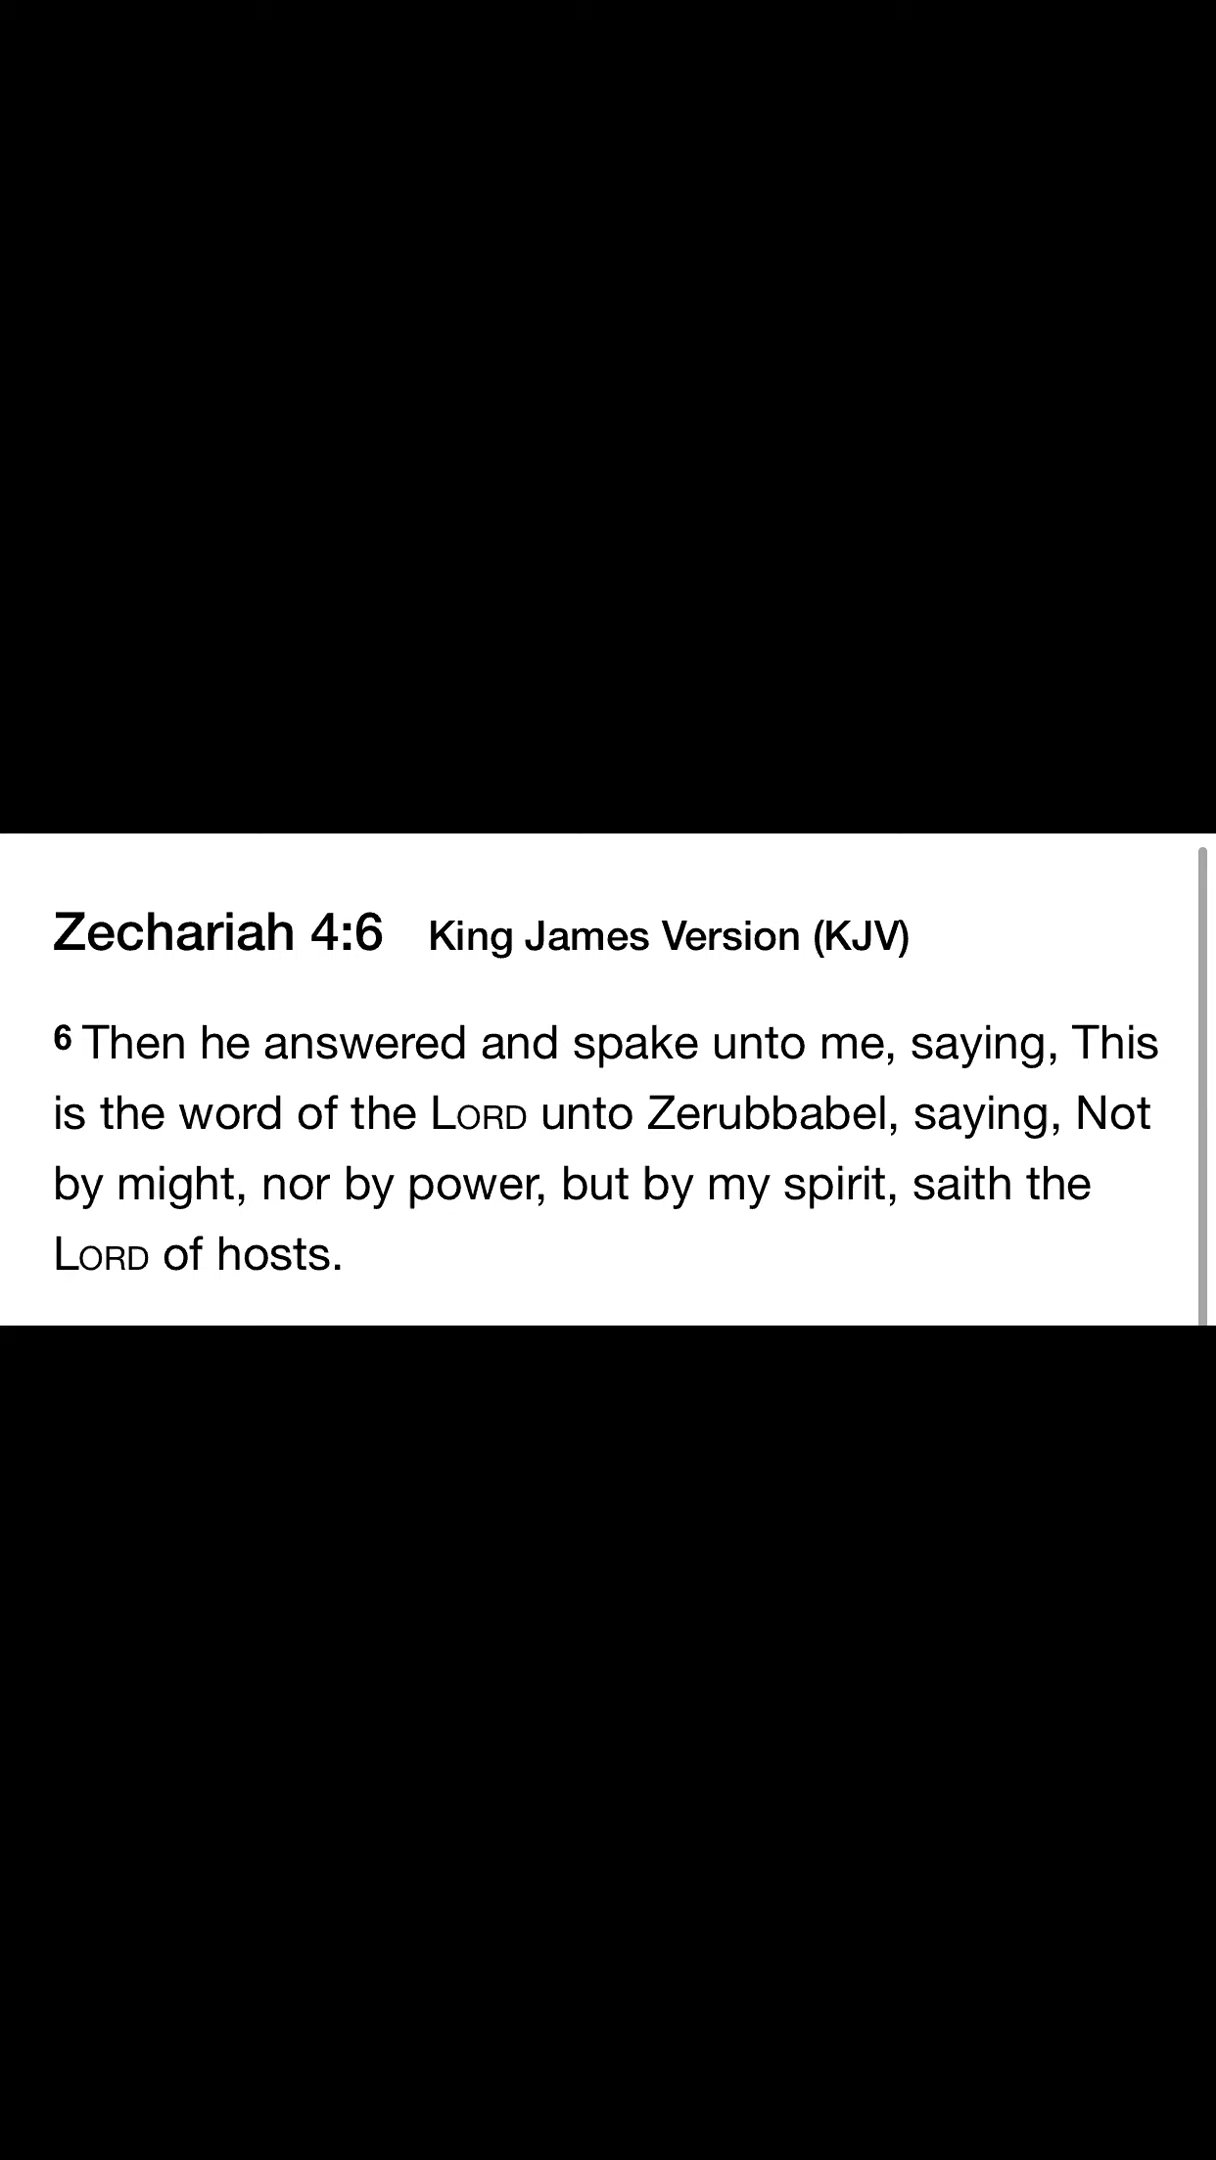 Zechariah 4:6 King James Version (KJV)
6 Then he answered and spake unto me, saying, This
is the word of the LORD unto Zerubbabel, saying, Not
by might, nor by power, but by my spirit, saith the
LORD of hosts.